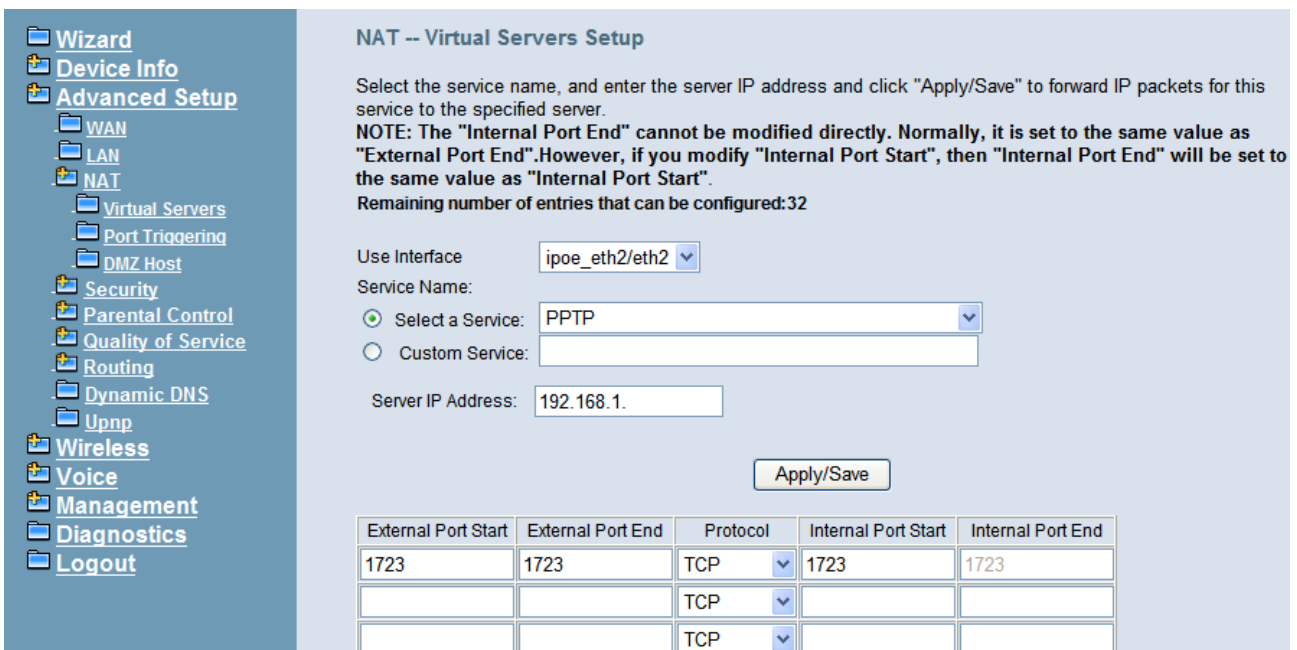 Wizard
Device Info
Advanced Setup
WAN
LAN
NAT
Virtual Servers
Port Triggering
DMZ Host
Security
Parental Control
Quality of Service
Routing
Dynamic DNS
Upnp
Wireless
Voice
Management
Diagnostics
Logout
NAT -- Virtual Servers Setup
Select the service name, and enter the server IP address and click "Apply/Save" to forward IP packets for this
service to the specified server.
NOTE: The "Internal Port End" cannot be modified directly. Normally, it is set to the same value as
"External Port End".However, if you modify "Internal Port Start", then "Internal Port End" will be set to
the same value as "Internal Port Start".
Remaining number of entries that can be configured:32
Use Interface ipoe_eth2/eth2
Service Name:
Select a Service: PPTP
Custom Service:
Server IP Address: 192.168.1.
Apply/Save
External Port Start External Port End Protocol Internal Port Start Internal Port End
1723 1723 TCP 1723 1723
TCP
TCP